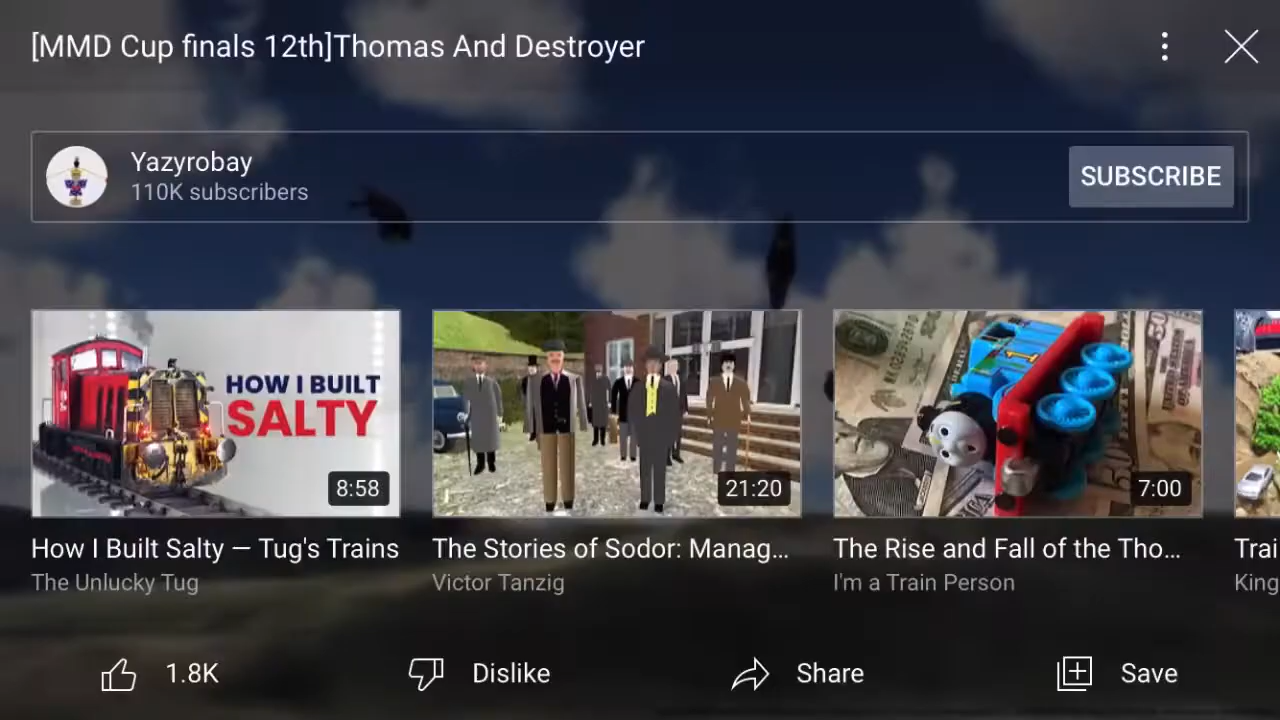 [MMD Cup finals 12th]Thomas And Destroyer
Yazyrobay
110K subscribers
SUBSCRIBE
HOW I BUILT
SALTY
8:58
21:20
7:00
How I Built Salty — Tug's Trains
The Stories of Sodor: Manag...
The Rise and Fall of the Tho...
Trai
The Unlucky Tug
Victor Tanzig
I'm a Train Person
King
1.8K
Dislike
Share
Save